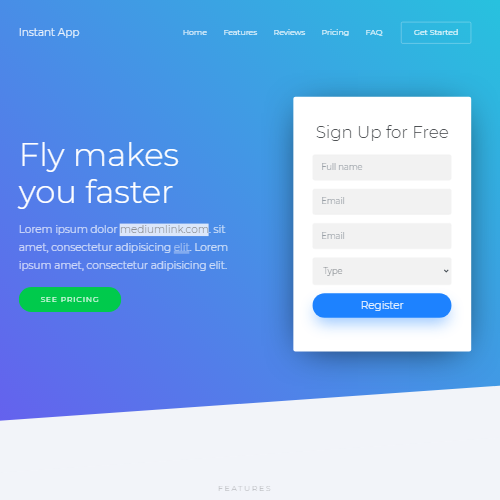 Instant App
Home Features Reviews Pricing FAQ Get Started
Fly makes
you faster
Lorem ipsum dolor mediumlink.com. sit
amet, consectetur adipisicing elit. Lorem
ipsum amet, consectetur adipisicing elit.
SEE PRICING
Sign Up for Free
Full name
Email
Email
Type
Register
FEATURES